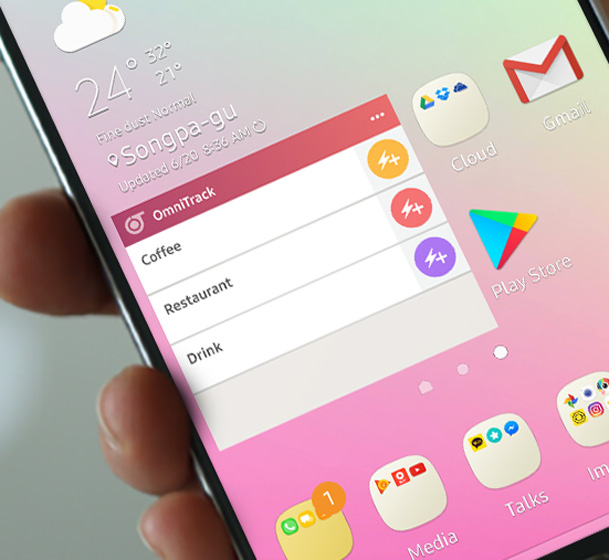 24° 32°
21°
Fine dust Normal
Songpa-gu
Updated 6/20 8:36 AM
OmniTrack
Coffee
Restaurant
Drink
Cloud
Gmail
Play Store
1
Media
Talks
Im